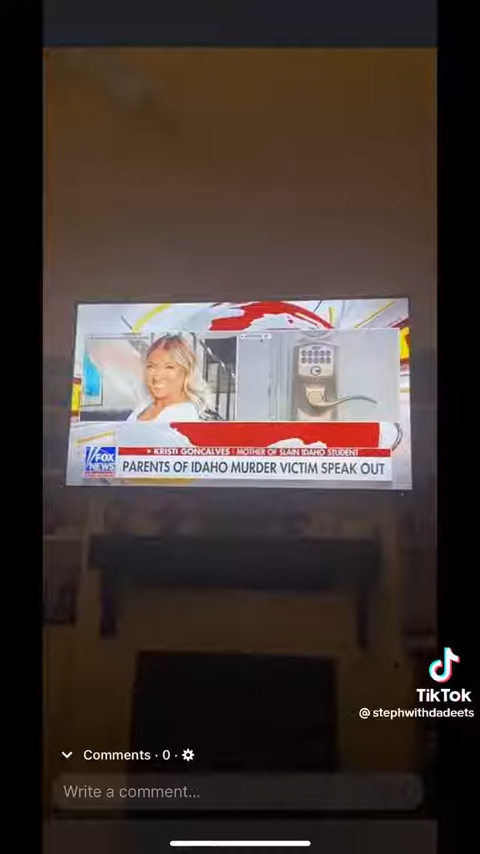 KRISTI GONCALVES | MOTHER OF SLAIN IDAHO STUDENT
FOX
NEWS
PARENTS OF IDAHO MURDER VICTIM SPEAK OUT
TikTok
@ stephwithdadeets
Comments · 0 ·
Write a comment...